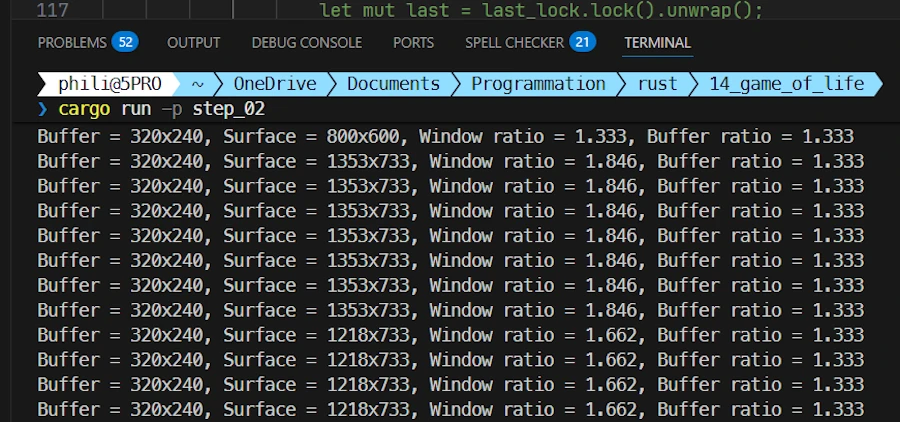 117 let mut last = last_lock.lock().unwrap();
PROBLEMS 52 OUTPUT DEBUG CONSOLE PORTS SPELL CHECKER 21 TERMINAL
phili@5PRO ~ OneDrive Documents Programmation rust 14_game_of_life
❯ cargo run -p step_02
Buffer = 320x240, Surface = 800x600, Window ratio = 1.333, Buffer ratio = 1.333
Buffer = 320x240, Surface = 1353x733, Window ratio = 1.846, Buffer ratio = 1.333
Buffer = 320x240, Surface = 1353x733, Window ratio = 1.846, Buffer ratio = 1.333
Buffer = 320x240, Surface = 1353x733, Window ratio = 1.846, Buffer ratio = 1.333
Buffer = 320x240, Surface = 1353x733, Window ratio = 1.846, Buffer ratio = 1.333
Buffer = 320x240, Surface = 1353x733, Window ratio = 1.846, Buffer ratio = 1.333
Buffer = 320x240, Surface = 1353x733, Window ratio = 1.846, Buffer ratio = 1.333
Buffer = 320x240, Surface = 1353x733, Window ratio = 1.846, Buffer ratio = 1.333
Buffer = 320x240, Surface = 1218x733, Window ratio = 1.662, Buffer ratio = 1.333
Buffer = 320x240, Surface = 1218x733, Window ratio = 1.662, Buffer ratio = 1.333
Buffer = 320x240, Surface = 1218x733, Window ratio = 1.662, Buffer ratio = 1.333
Buffer = 320x240, Surface = 1218x733, Window ratio = 1.662, Buffer ratio = 1.333